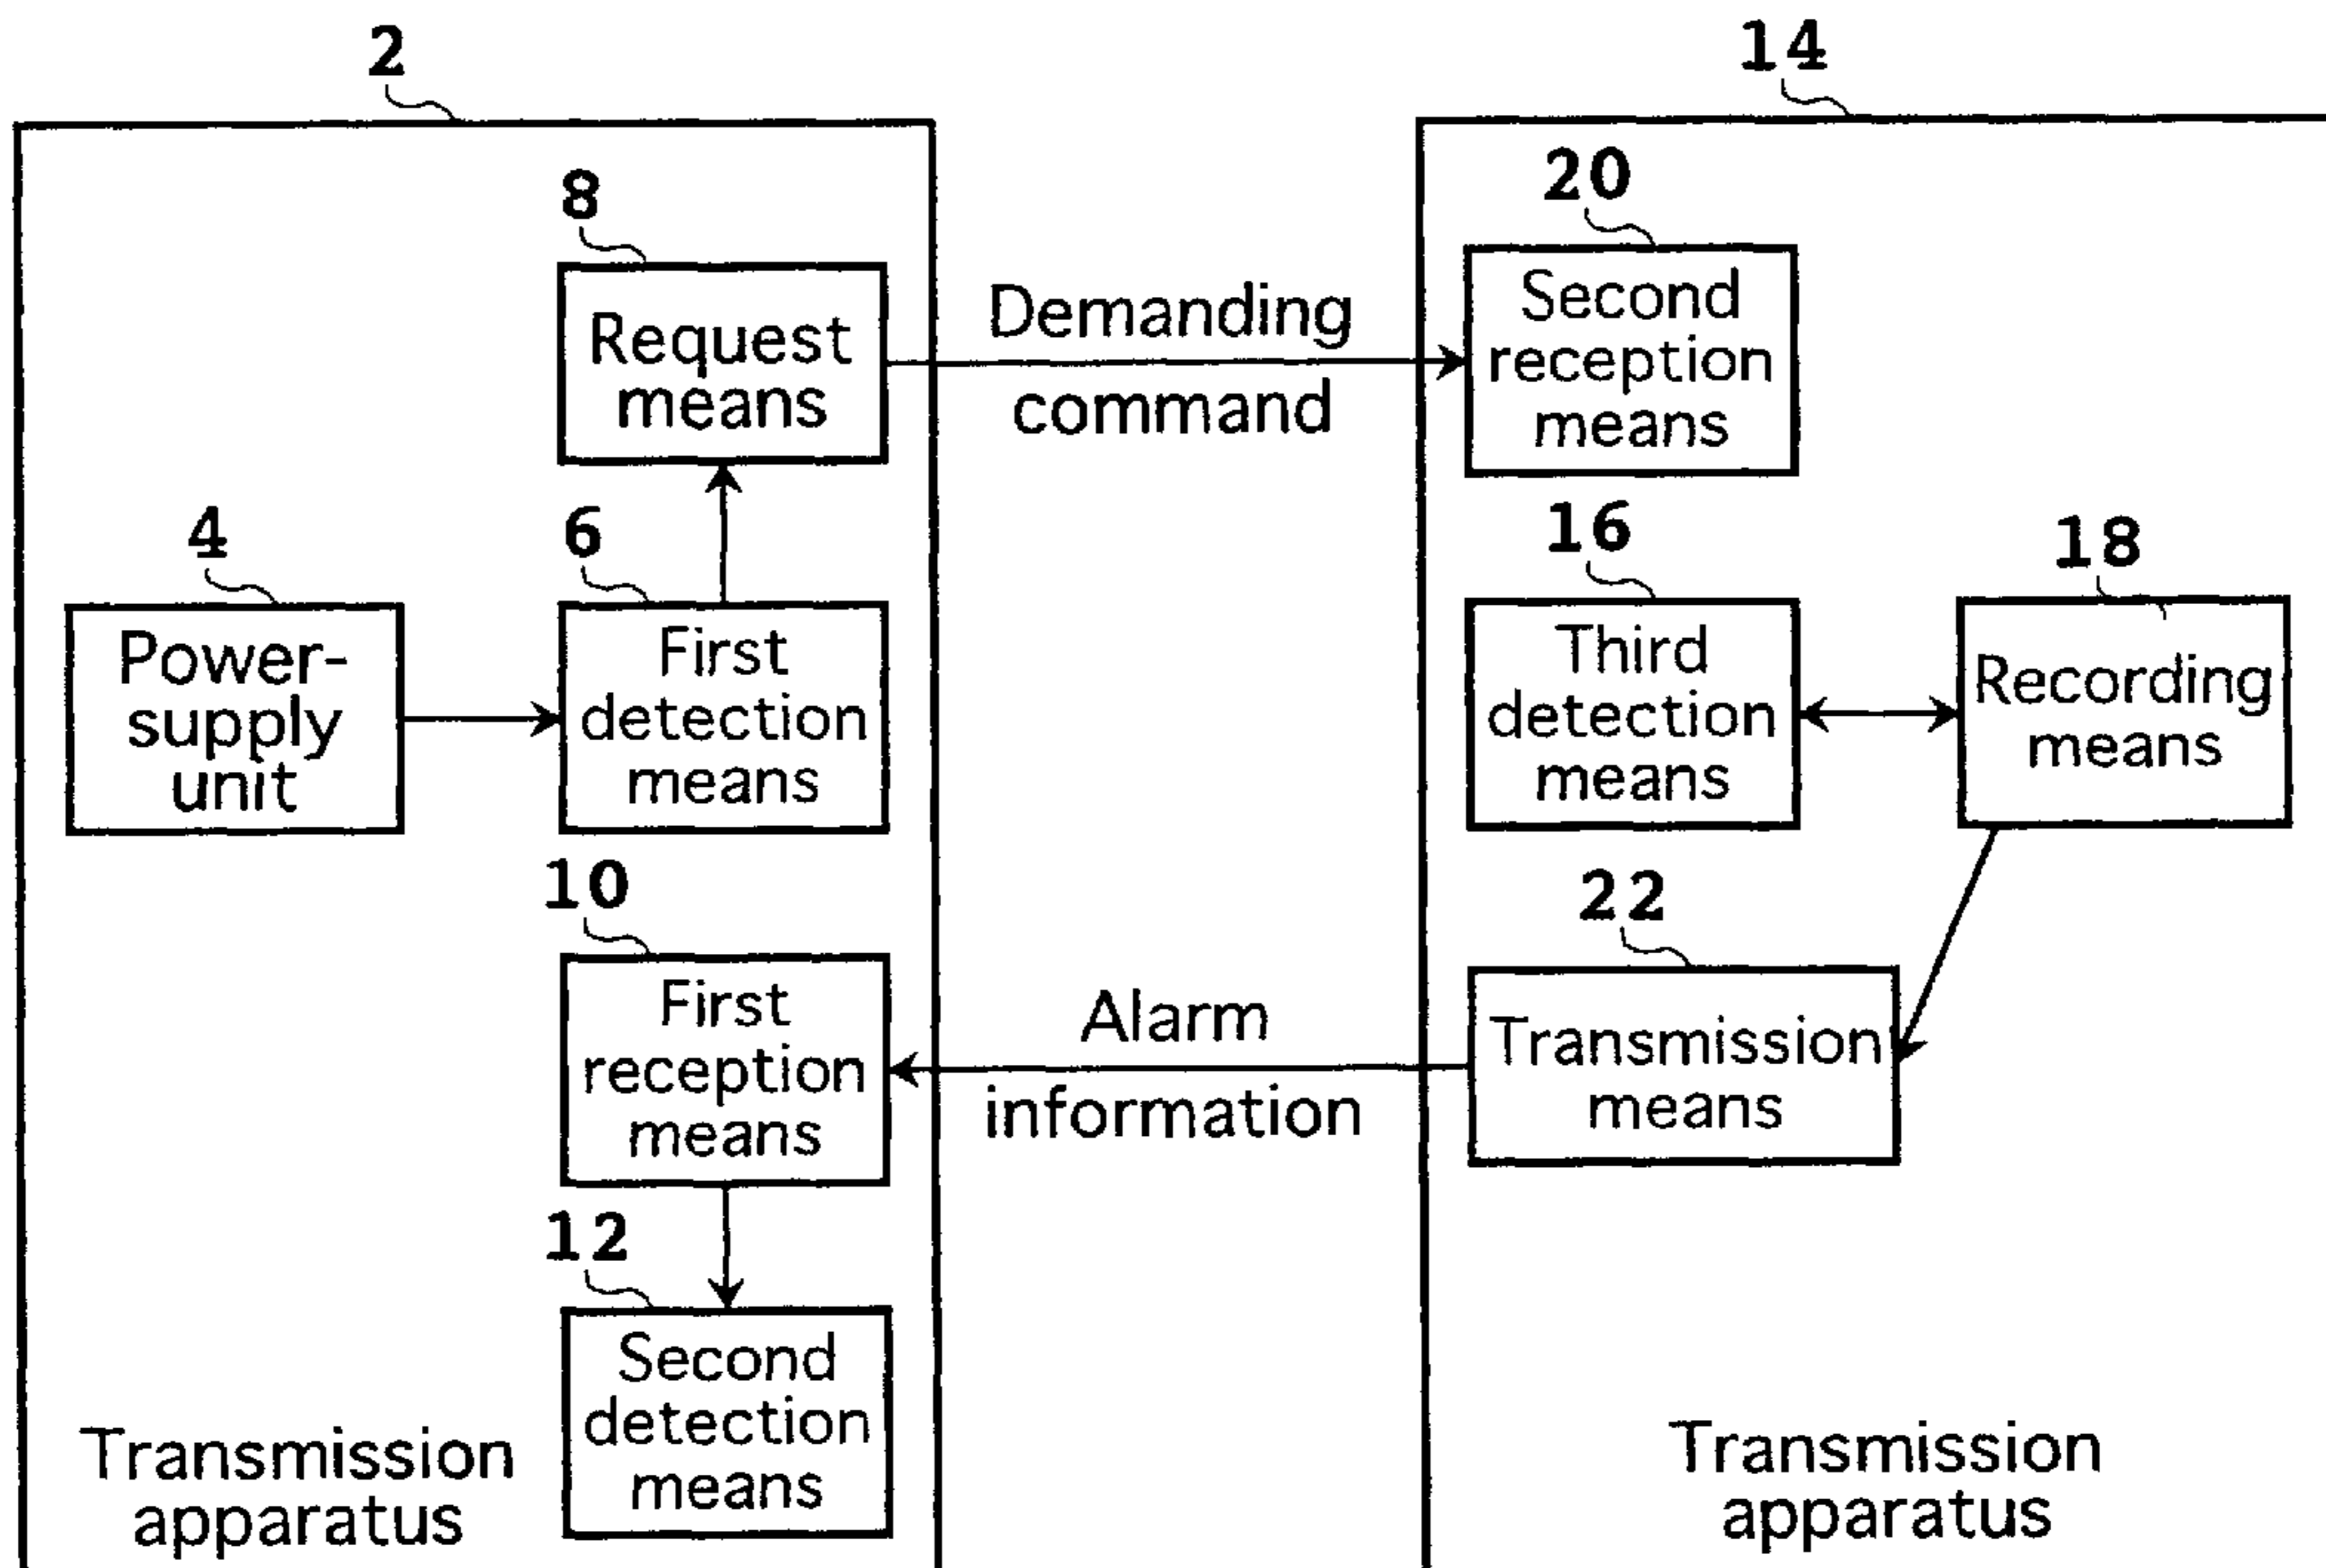 2
14
8
Request
means
Demanding
command
20
Second
reception
means
4
Power-
supply
unit
6
First
detection
means
16
Third
detection
means
18
Recording
means
10
First
reception
means
Alarm
information
22
Transmission
means
12
Second
detection
means
Transmission
apparatus
Transmission
apparatus